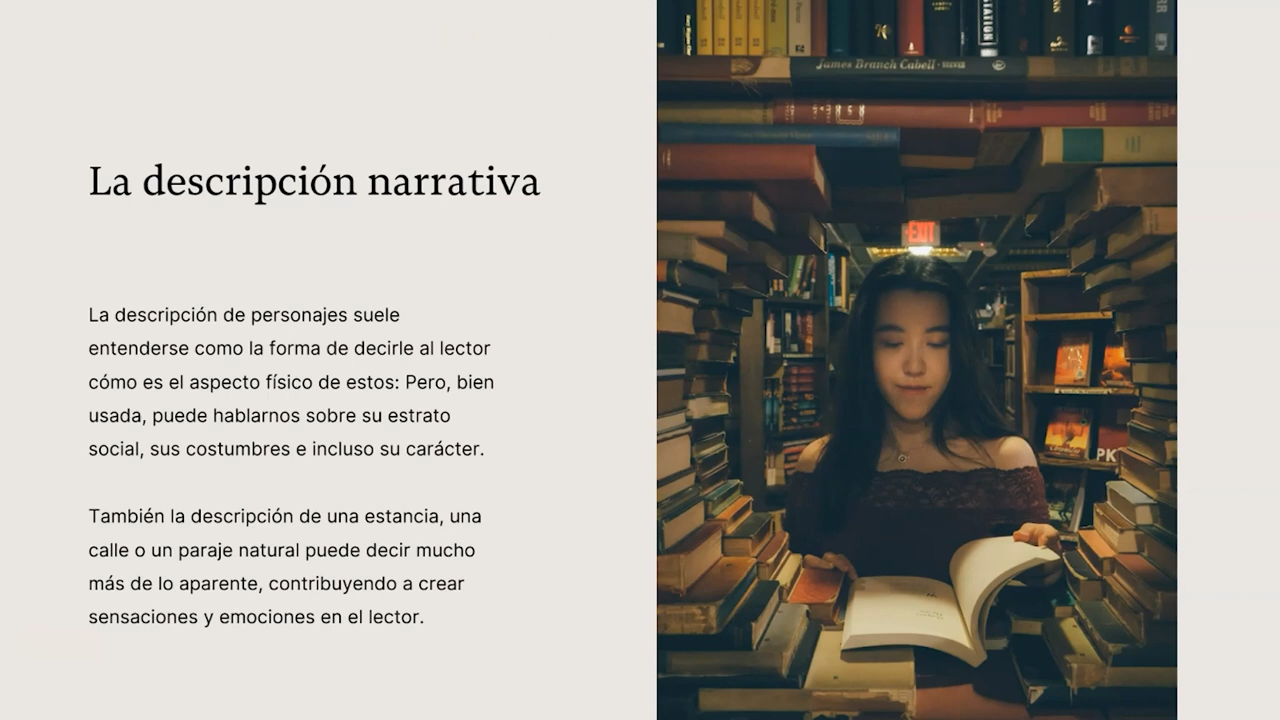 La descripción narrativa
La descripción de personajes suele
entenderse como la forma de decirle al lector
cómo es el aspecto físico de estos: Pero, bien
usada, puede hablarnos sobre su estrato
social, sus costumbres e incluso su carácter.
También la descripción de una estancia, una
calle o un paraje natural puede decir mucho
más de lo aparente, contribuyendo a crear
sensaciones y emociones en el lector.
STATION
James Branch Cabell
EXIT
PK